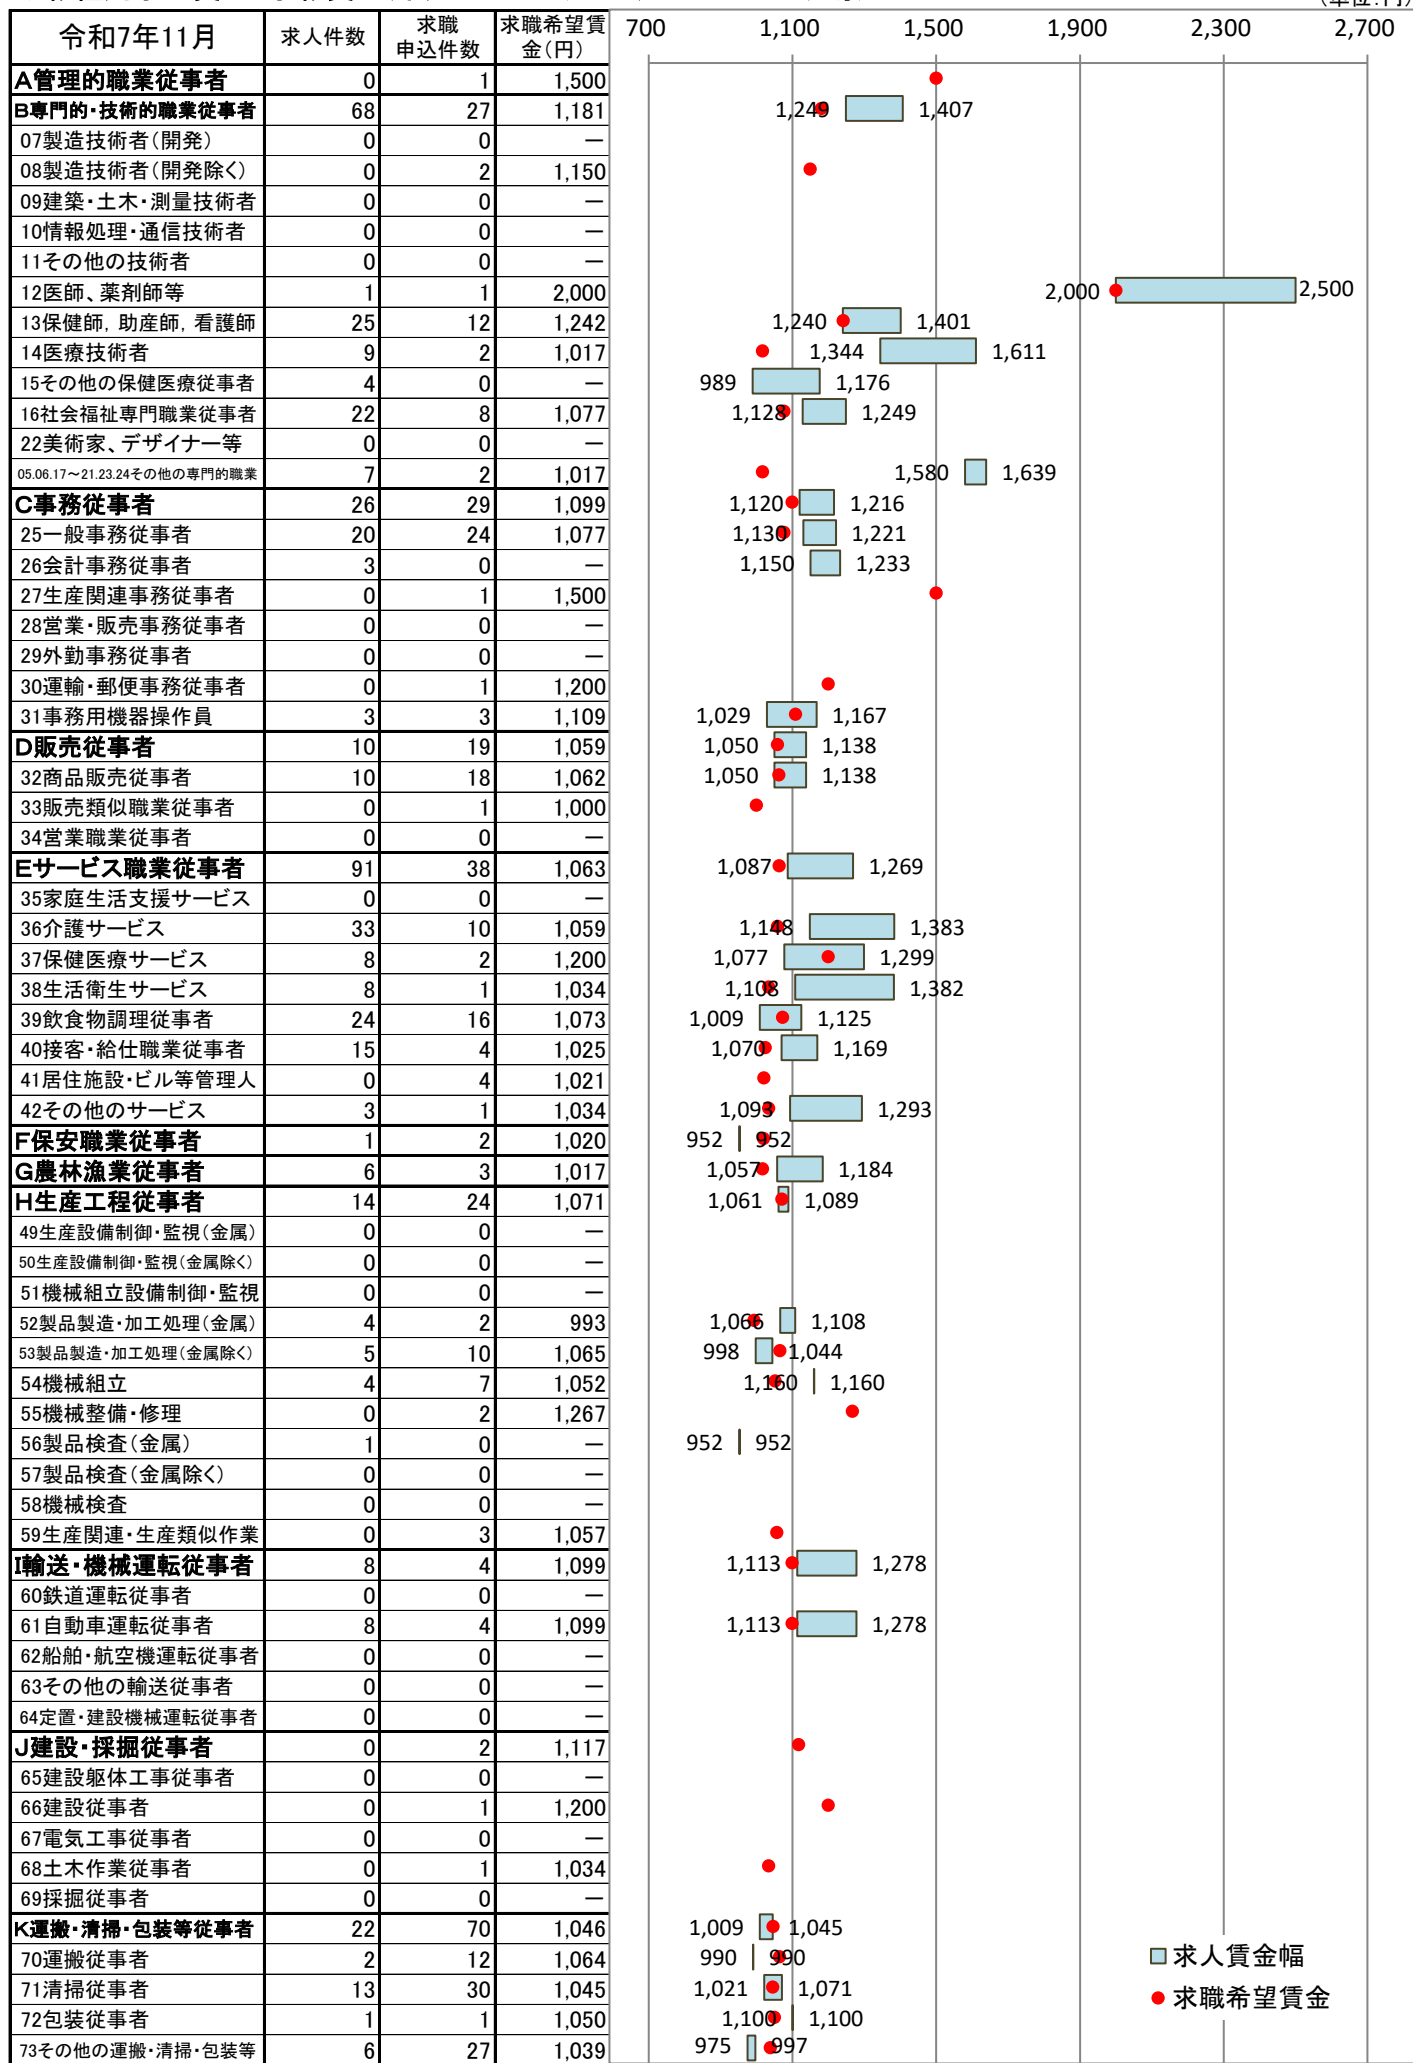 (単位:円)
令和7年11月 求人件数 求職申込件数 求職希望賃金(円) 700 1,100 1,500 1,900 2,300 2,700
A管理的職業従事者 0 1 1,500
B専門的・技術的職業従事者 68 27 1,181 1,249 1,407
07製造技術者(開発) 0 0 ―
08製造技術者(開発除く) 0 2 1,150
09建築・土木・測量技術者 0 0 ―
10情報処理・通信技術者 0 0 ―
11その他の技術者 0 0 ―
12医師、薬剤師等 1 1 2,000 2,000 2,500
13保健師,助産師,看護師 25 12 1,242 1,240 1,401
14医療技術者 9 2 1,017 1,344 1,611
15その他の保健医療従事者 4 0 ― 989 1,176
16社会福祉専門職業従事者 22 8 1,077 1,128 1,249
22美術家、デザイナー等 0 0 ―
05.06.17～21.23.24その他の専門的職業 7 2 1,017 1,580 1,639
C事務従事者 26 29 1,099 1,120 1,216
25一般事務従事者 20 24 1,077 1,130 1,221
26会計事務従事者 3 0 ― 1,150 1,233
27生産関連事務従事者 0 1 1,500
28営業・販売事務従事者 0 0 ―
29外勤事務従事者 0 0 ―
30運輸・郵便事務従事者 0 1 1,200
31事務用機器操作員 3 3 1,109 1,029 1,167
D販売従事者 10 19 1,059 1,050 1,138
32商品販売従事者 10 18 1,062 1,050 1,138
33販売類似職業従事者 0 1 1,000
34営業職業従事者 0 0 ―
Eサービス職業従事者 91 38 1,063 1,087 1,269
35家庭生活支援サービス 0 0 ―
36介護サービス 33 10 1,059 1,148 1,383
37保健医療サービス 8 2 1,200 1,077 1,299
38生活衛生サービス 8 1 1,034 1,108 1,382
39飲食物調理従事者 24 16 1,073 1,009 1,125
40接客・給仕職業従事者 15 4 1,025 1,070 1,169
41居住施設・ビル等管理人 0 4 1,021
42その他のサービス 3 1 1,034 1,093 1,293
F保安職業従事者 1 2 1,020 952 952
G農林漁業従事者 6 3 1,017 1,057 1,184
H生産工程従事者 14 24 1,071 1,061 1,089
49生産設備制御・監視(金属) 0 0 ―
50生産設備制御・監視(金属除く) 0 0 ―
51機械組立設備制御・監視 0 0 ―
52製品製造・加工処理(金属) 4 2 993 1,066 1,108
53製品製造・加工処理(金属除く) 5 10 1,065 998 1,044
54機械組立 4 7 1,052 1,160 1,160
55機械整備・修理 0 2 1,267
56製品検査(金属) 1 0 ― 952 952
57製品検査(金属除く) 0 0 ―
58機械検査 0 0 ―
59生産関連・生産類似作業 0 3 1,057
I輸送・機械運転従事者 8 4 1,099 1,113 1,278
60鉄道運転従事者 0 0 ―
61自動車運転従事者 8 4 1,099 1,113 1,278
62船舶・航空機運転従事者 0 0 ―
63その他の輸送従事者 0 0 ―
64定置・建設機械運転従事者 0 0 ―
J建設・採掘従事者 0 2 1,117
65建設躯体工事従事者 0 0 ―
66建設従事者 0 1 1,200
67電気工事従事者 0 0 ―
68土木作業従事者 0 1 1,034
69採掘従事者 0 0 ―
K運搬・清掃・包装等従事者 22 70 1,046 1,009 1,045
70運搬従事者 2 12 1,064 990 990
71清掃従事者 13 30 1,045 1,021 1,071
72包装従事者 1 1 1,050 1,100 1,100
73その他の運搬・清掃・包装等 6 27 1,039 975 997
求人賃金幅
求職希望賃金